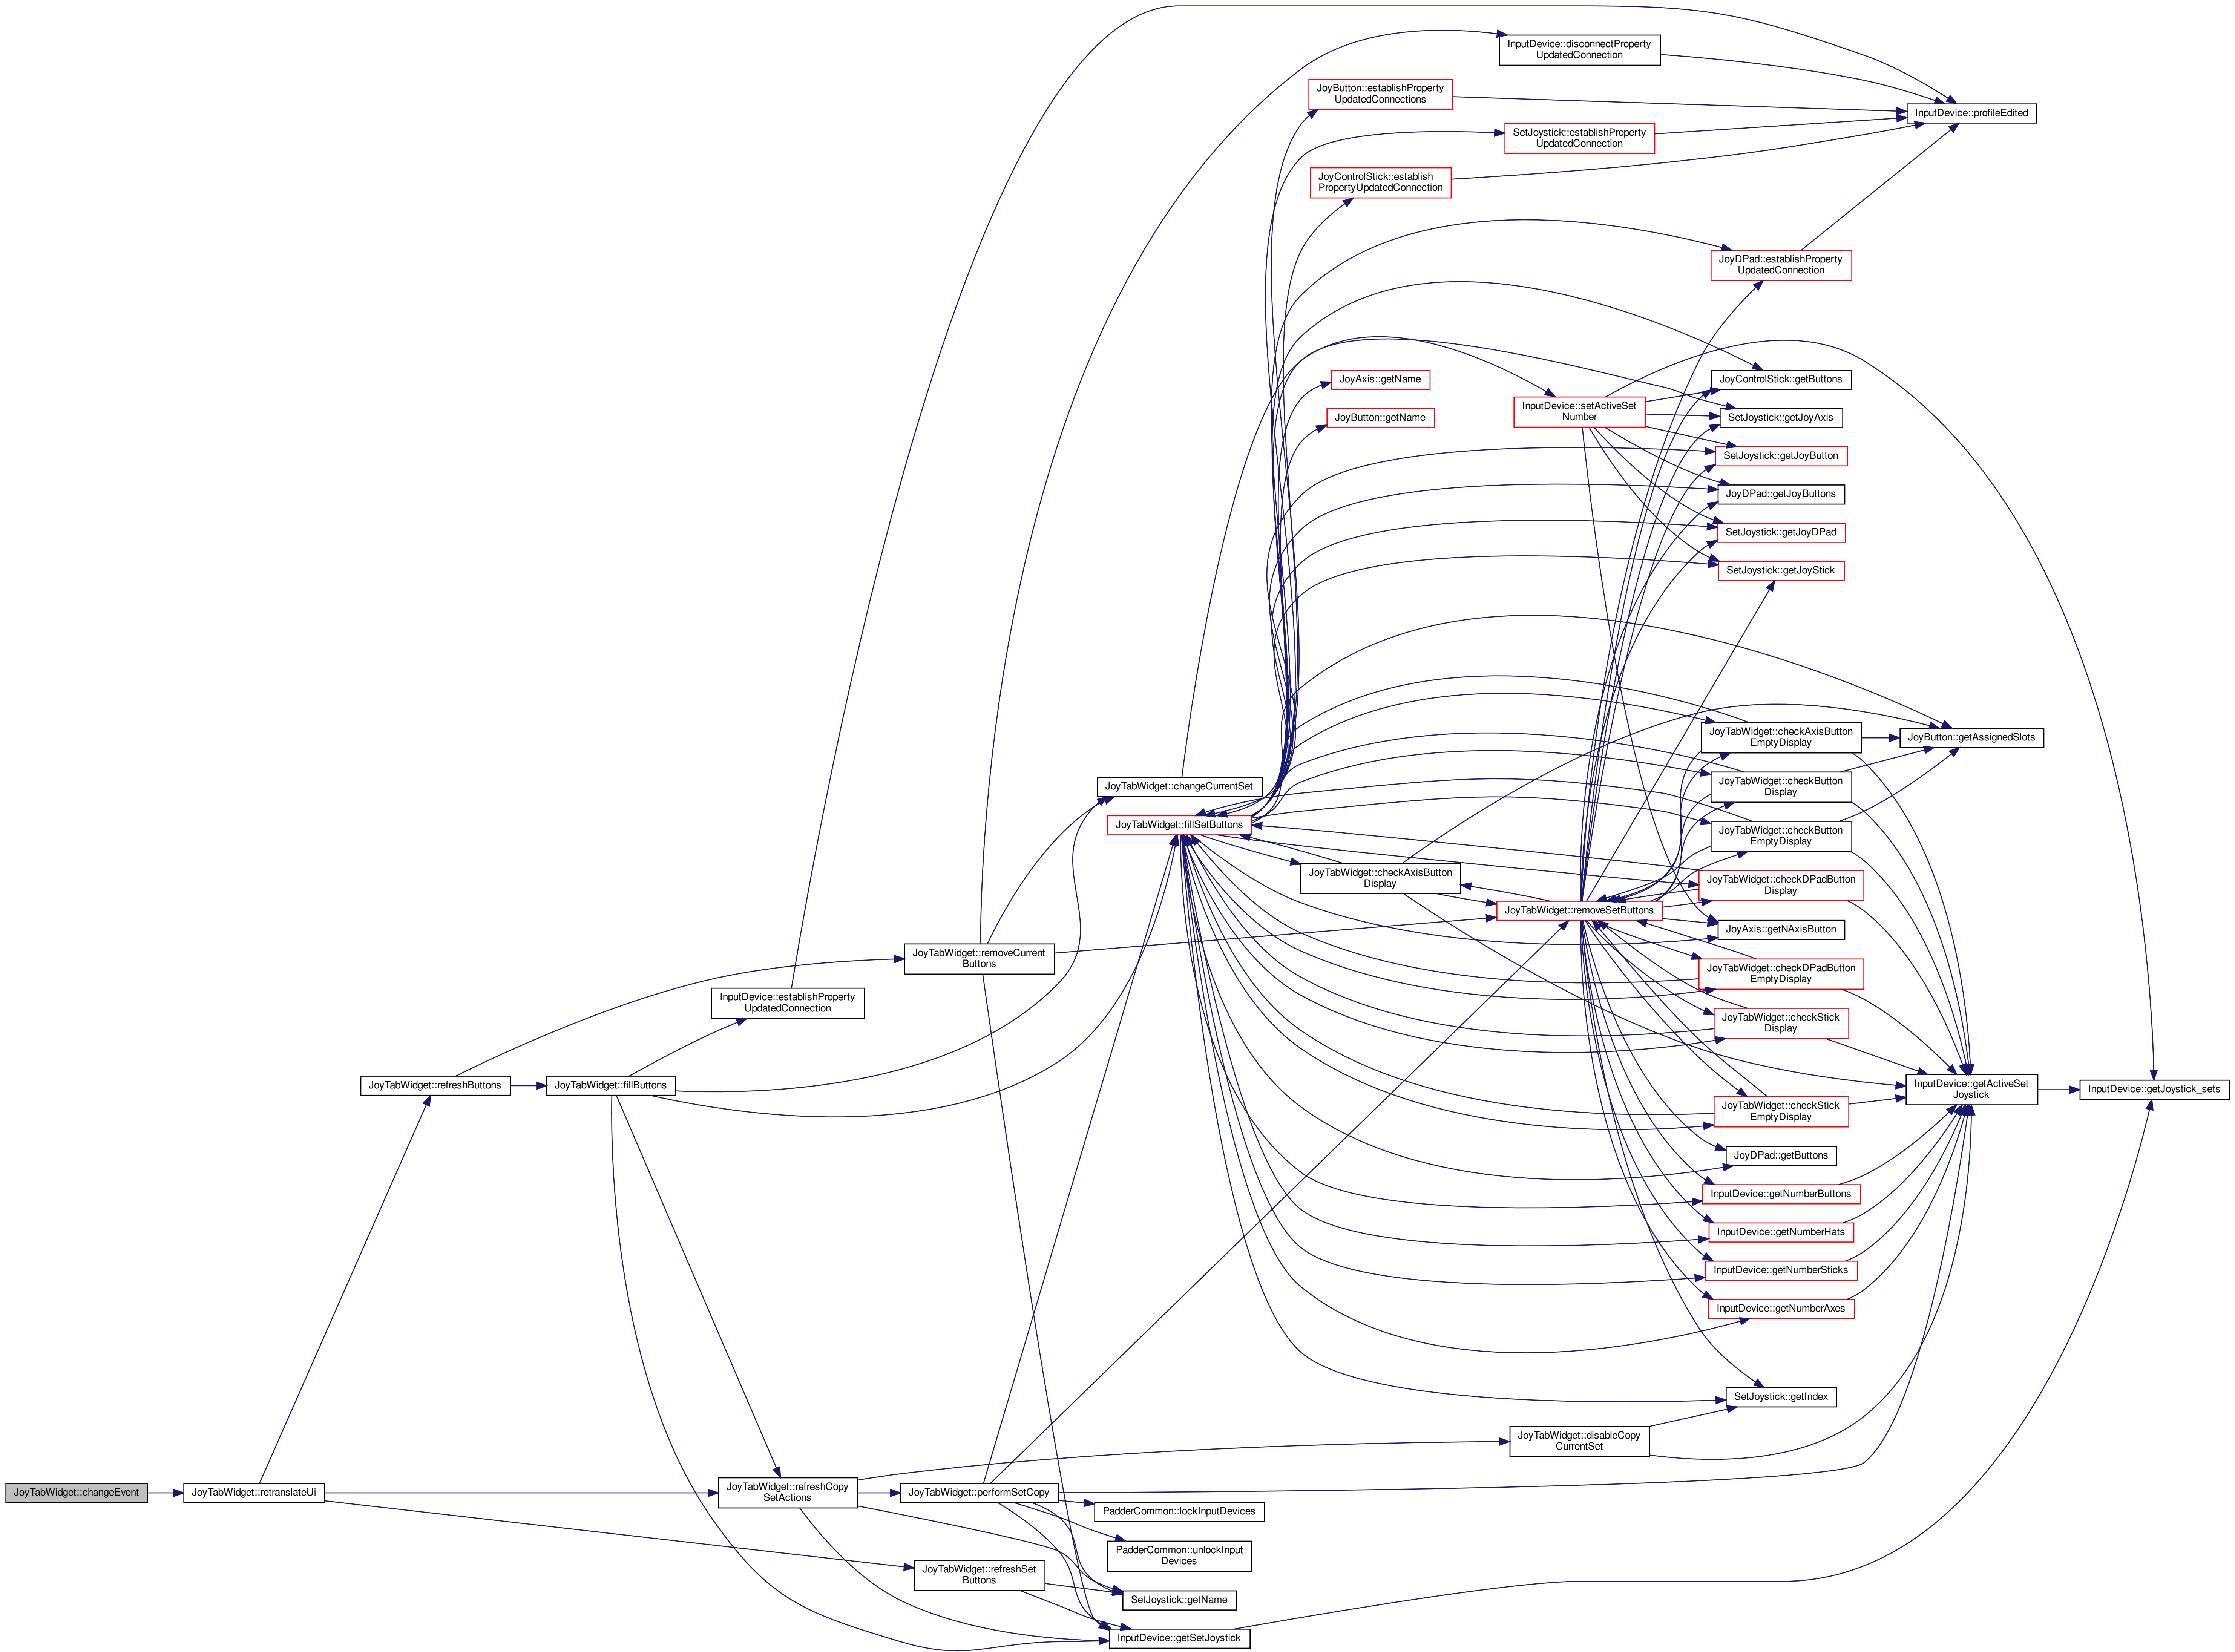 InputDevice::disconnectProperty
UpdatedConnection
JoyButton::establishProperty
UpdatedConnections
InputDevice::profileEdited
SetJoystick::establishProperty
UpdatedConnection
JoyControlStick::establish
PropertyUpdatedConnection
JoyDPad::establishProperty
UpdatedConnection
JoyAxis::getName
JoyControlStick::getButtons
InputDevice::setActiveSet
Number
JoyButton::getName
SetJoystick::getJoyAxis
SetJoystick::getJoyButton
JoyDPad::getJoyButtons
SetJoystick::getJoyDPad
SetJoystick::getJoyStick
JoyTabWidget::checkAxisButton
EmptyDisplay
JoyButton::getAssignedSlots
JoyTabWidget::changeCurrentSet
JoyTabWidget::checkButton
Display
JoyTabWidget::fillSetButtons
JoyTabWidget::checkButton
EmptyDisplay
JoyTabWidget::checkAxisButton
Display
JoyTabWidget::checkDPadButton
Display
JoyTabWidget::removeSetButtons
JoyAxis::getNAxisButton
JoyTabWidget::removeCurrent
Buttons
JoyTabWidget::checkDPadButton
EmptyDisplay
InputDevice::establishProperty
UpdatedConnection
JoyTabWidget::checkStick
Display
JoyTabWidget::refreshButtons
JoyTabWidget::fillButtons
InputDevice::getActiveSet
Joystick
InputDevice::getJoystick_sets
JoyTabWidget::checkStick
EmptyDisplay
JoyDPad::getButtons
InputDevice::getNumberButtons
InputDevice::getNumberHats
InputDevice::getNumberSticks
InputDevice::getNumberAxes
SetJoystick::getIndex
JoyTabWidget::disableCopy
CurrentSet
JoyTabWidget::changeEvent
JoyTabWidget::retranslateUi
JoyTabWidget::refreshCopy
SetActions
JoyTabWidget::performSetCopy
PadderCommon::lockInputDevices
PadderCommon::unlockInput
Devices
JoyTabWidget::refreshSet
Buttons
SetJoystick::getName
InputDevice::getSetJoystick